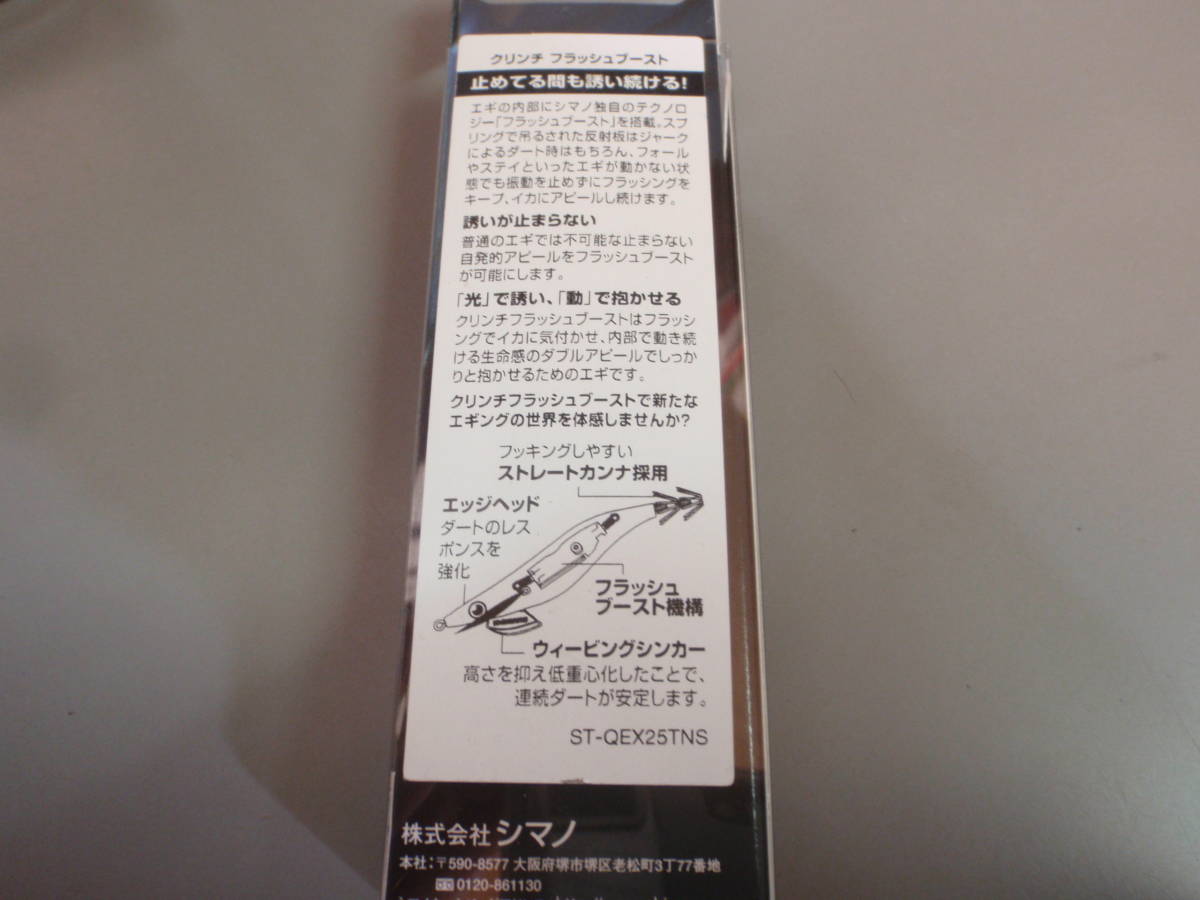 クリンチ フラッシュブースト
止めてる間も誘い続ける!
エギの内部にシマノ独自のテクノロ
ジー「フラッシュブースト」を搭載。スプ
リングで吊るされた反射板はジャーク
によるダート時はもちろん、フォール
やステイといったエギが動かない状
態でも振動を止めずにフラッシングを
キープ、イカにアピールし続けます。
誘いが止まらない
普通のエギでは不可能な止まらない
自発的アピールをフラッシュブースト
が可能にします。
「光」で誘い、「動」で抱かせる
クリンチフラッシュブーストはフラッシ
ングでイカに気付かせ、内部で動き続
ける生命感のダブルアピールでしっか
りと抱かせるためのエギです。
クリンチフラッシュブーストで新たな
エギングの世界を体感しませんか?
フッキングしやすい
ストレートカンナ採用
エッジヘッド
ダートのレス
ポンスを
強化
フラッシュ
ブースト機構
ウィービングシンカー
高さを抑え低重心化したことで、
連続ダートが安定します。
ST-QEX25TNS
株式会社 シマノ
本社:〒590-8577 大阪府堺市堺区老松町3丁77番地
0120-861130